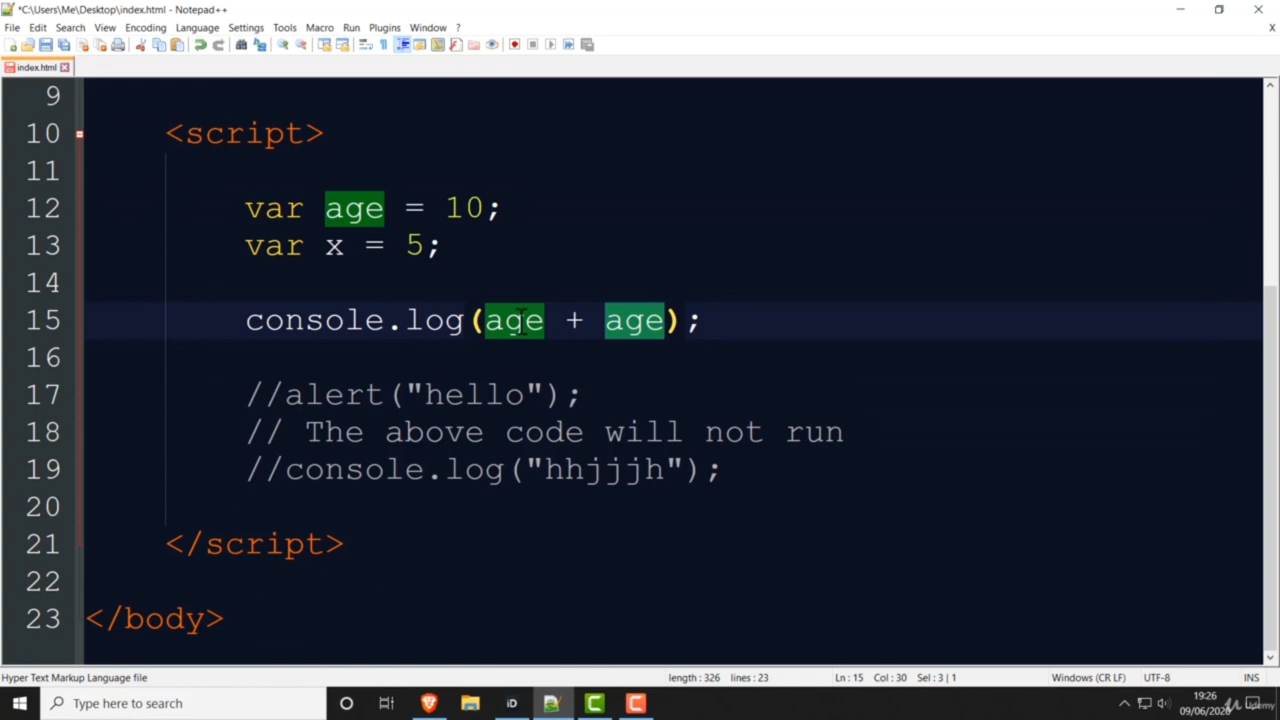 *C:\Users\Me\Desktop\index.html - Notepad++
File Edit Search View Encoding Language Settings Tools Macro Run Plugins Window ?
X
index.html
9
10 <script>
11
12 var age = 10;
13 var x = 5;
14
15 console.log(age + age);
16
17 //alert("hello");
18 // The above code will not run
19 //console.log("hhjjjh");
20
21 </script>
22
23 </body>
Hyper Text Markup Language file length : 326 lines : 23 Ln : 15 Col : 30 Sel : 3 | 1 Windows (CR LF) UTF-8 INS
Type here to search iD 19:26
09/06/2020 Udemy